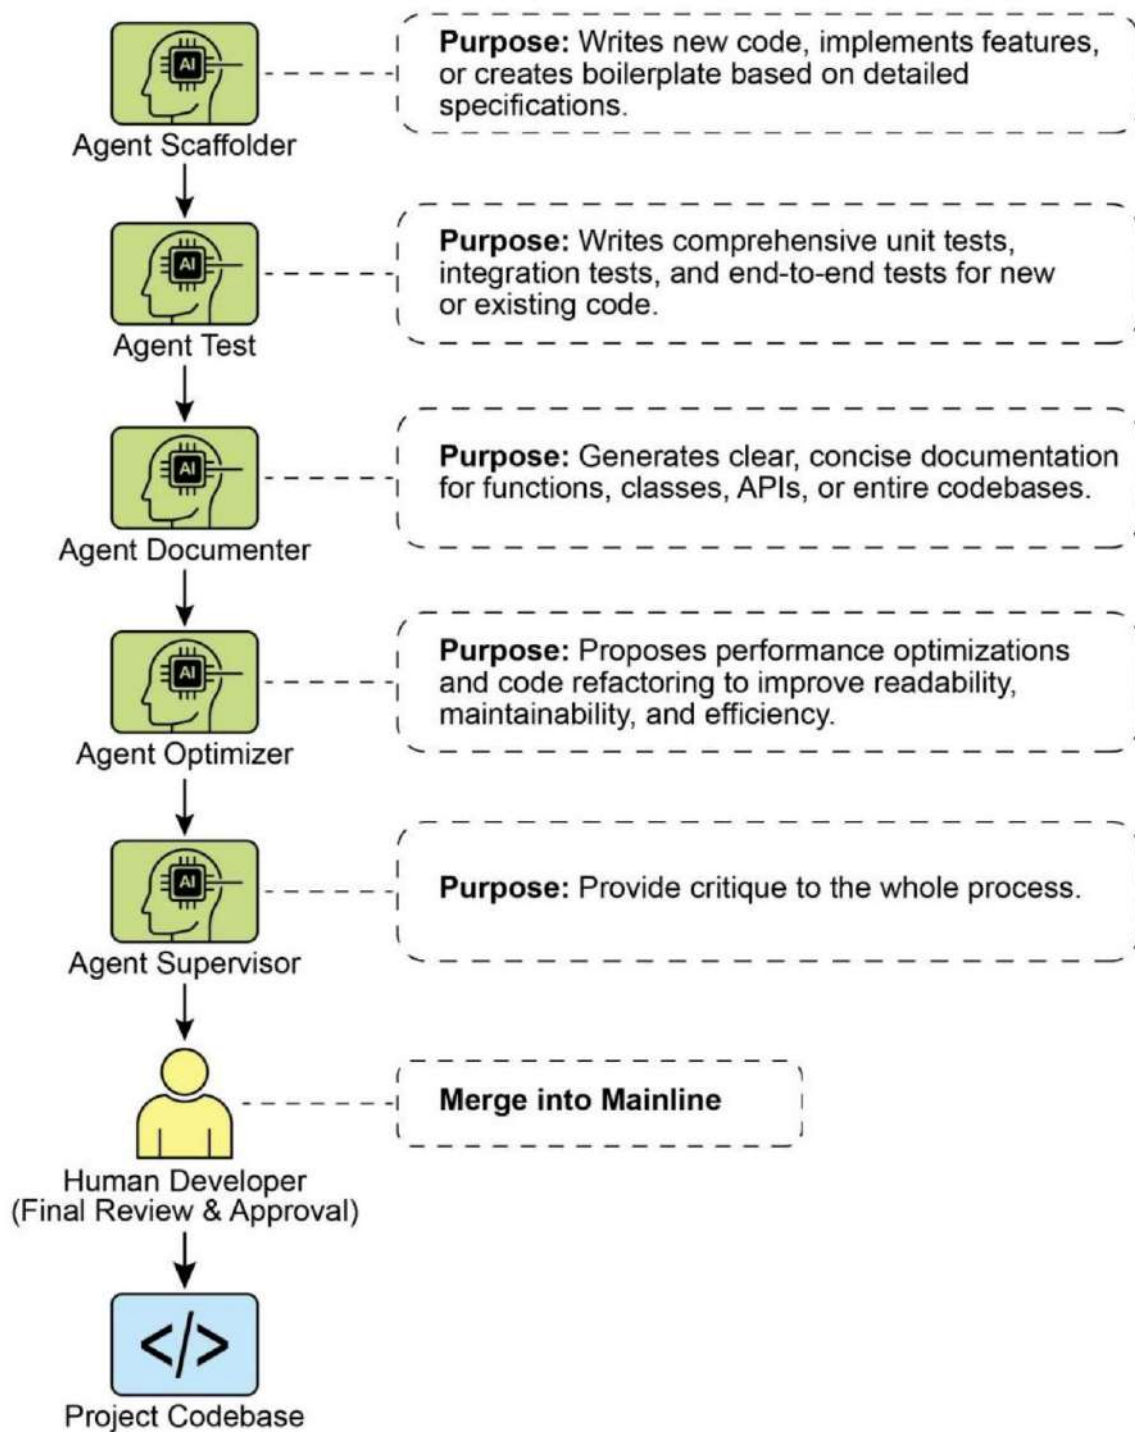 AI
Purpose: Writes new code, implements features,
or creates boilerplate based on detailed
specifications.
Agent Scaffolder
AI
Purpose: Writes comprehensive unit tests,
integration tests, and end-to-end tests for new
or existing code.
Agent Test
AI
Purpose: Generates clear, concise documentation
for functions, classes, APIs, or entire codebases.
Agent Documenter
AI
Purpose: Proposes performance optimizations
and code refactoring to improve readability,
maintainability, and efficiency.
Agent Optimizer
AI
Purpose: Provide critique to the whole process.
Agent Supervisor
Merge into Mainline
Human Developer
(Final Review & Approval)
</>
Project Codebase